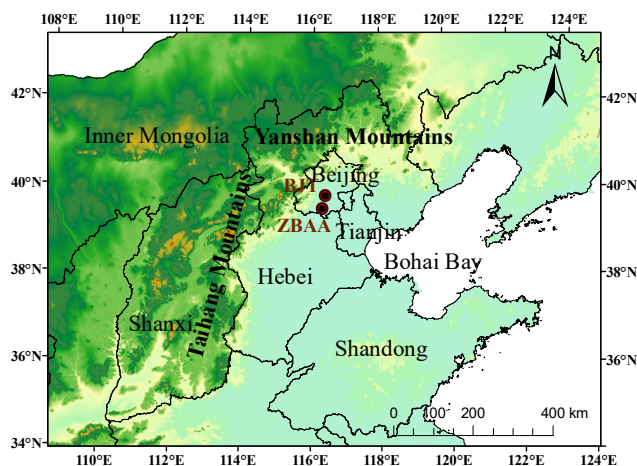 108°E 110°E 112°E 114°E 116°E 118°E 120°E 122°E 124°E
N
42°N 42°N
Inner Mongolia Yanshan Mountains
Beijing
40°N BJT 40°N
ZBAA Tianjin
Taihang Mountains
38°N Hebei Bohai Bay 38°N
Shanxi
36°N Shandong 36°N
0 100 200 400 km
34°N 34°N
110°E 112°E 114°E 116°E 118°E 120°E 122°E